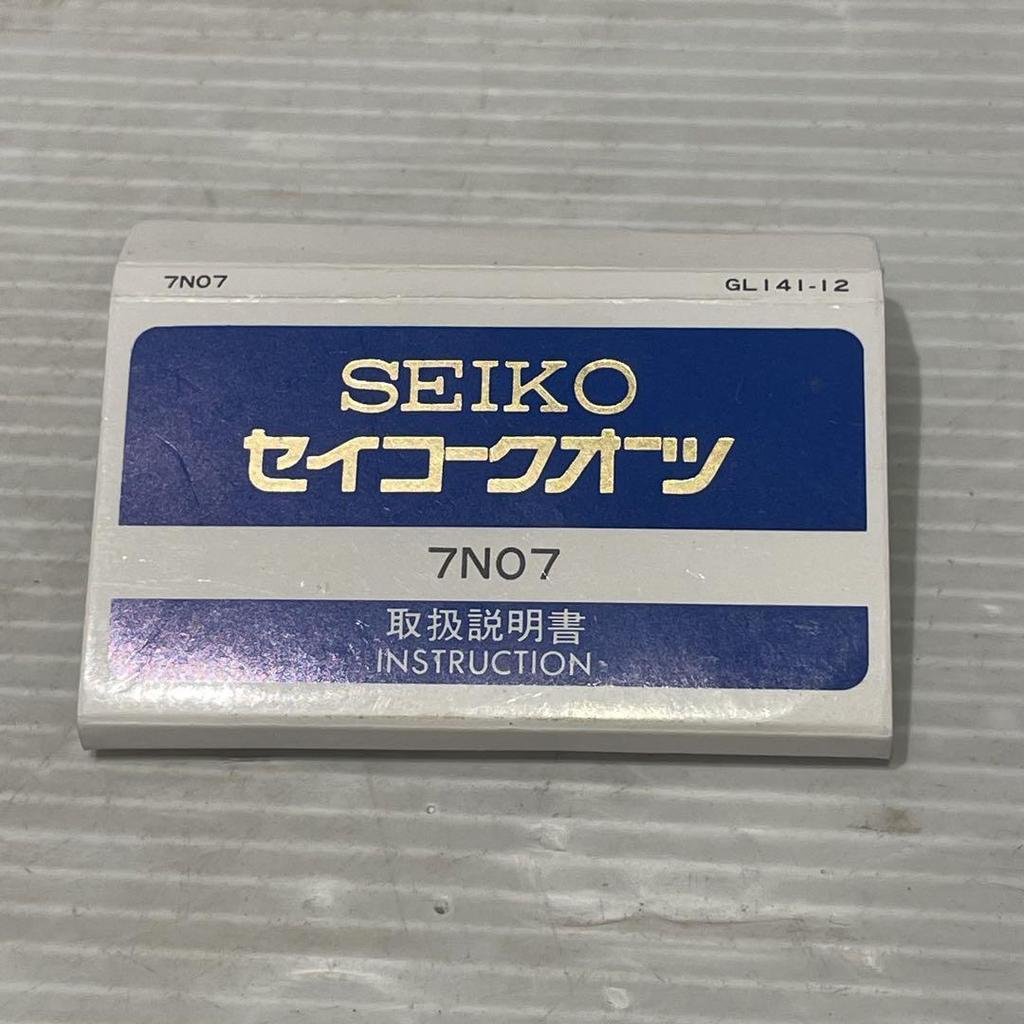 7N07 GL141-12
SEIKO
セイコークオーツ
7N07
取扱説明書
INSTRUCTION